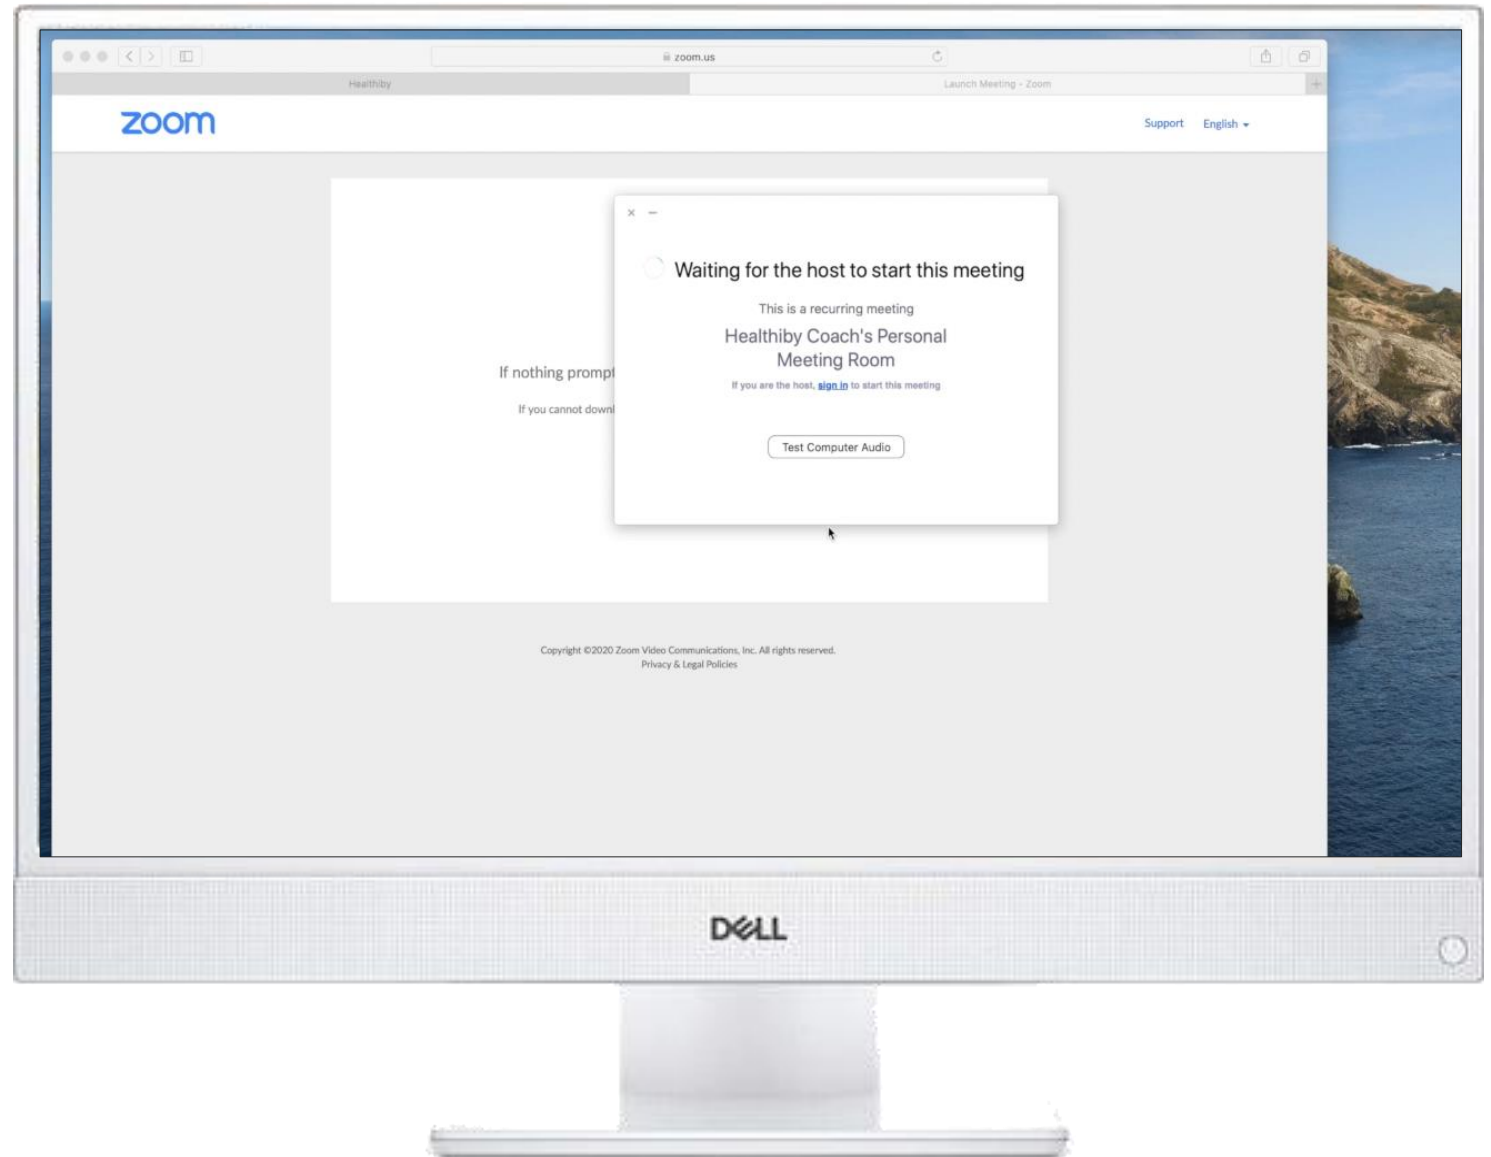 zoom.us
Healthiby
Launch Meeting - Zoom
zoom
Support English
Waiting for the host to start this meeting
This is a recurring meeting
Healthiby Coach's Personal
Meeting Room
If you are the host, sign in to start this meeting
Test Computer Audio
If nothing prompt
If you cannot downl
Copyright ©2020 Zoom Video Communications, Inc. All rights reserved.
Privacy & Legal Policies
DELL